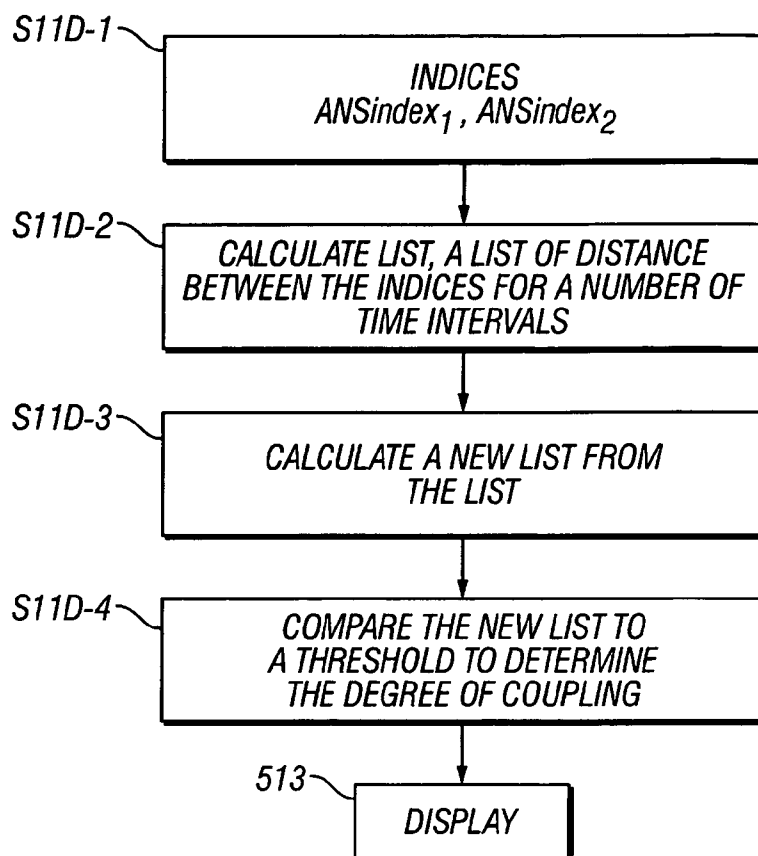 S11D-1
INDICES
ANSindex1, ANSindex2
S11D-2
CALCULATE LIST, A LIST OF DISTANCE
BETWEEN THE INDICES FOR A NUMBER OF
TIME INTERVALS
S11D-3
CALCULATE A NEW LIST FROM
THE LIST
S11D-4
COMPARE THE NEW LIST TO
A THRESHOLD TO DETERMINE
THE DEGREE OF COUPLING
513
DISPLAY